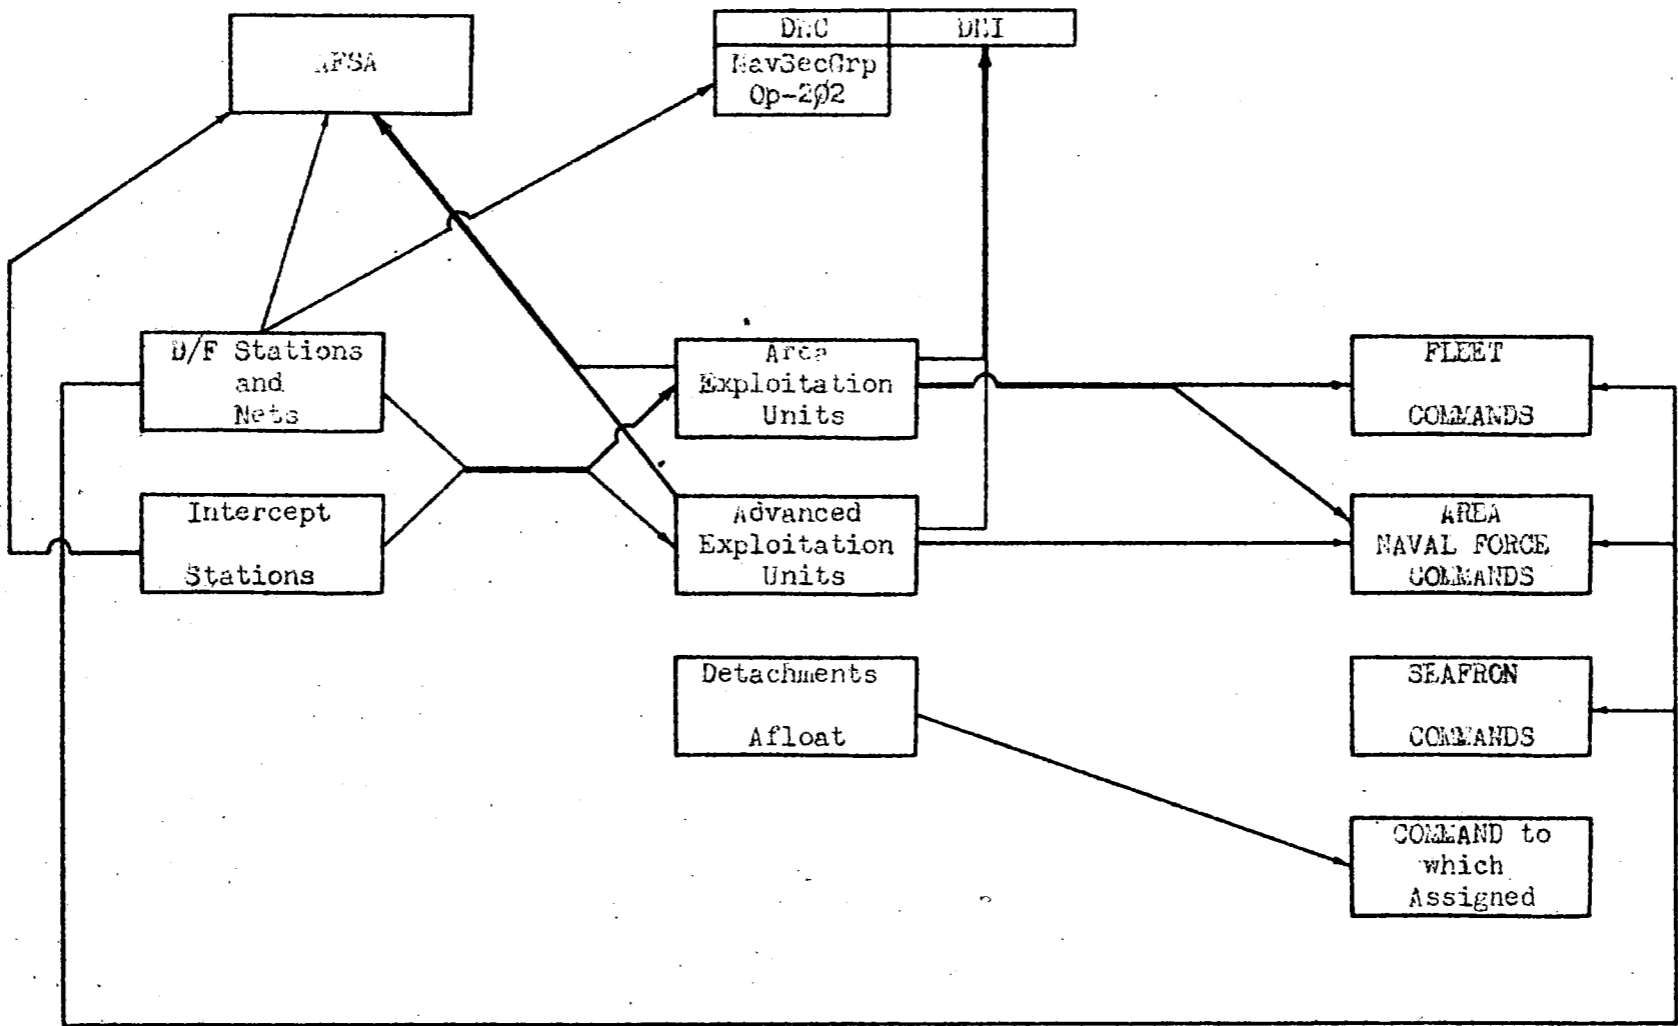 AFSA
DNC
DNI
NavSecGrp
Op-2Ø2
D/F Stations
and
Nets
Area
Exploitation
Units
FLEET
COMMANDS
Intercept
Stations
Advanced
Exploitation
Units
AREA
NAVAL FORCE
COMMANDS
Detachments
Afloat
SEAFRON
COMMANDS
COMMAND to
which
Assigned